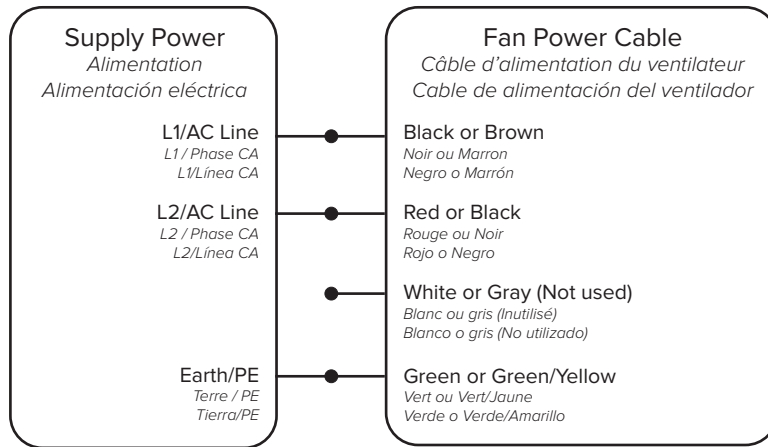 Supply Power
Alimentation
Alimentación eléctrica
Fan Power Cable
Câble d'alimentation du ventilateur
Cable de alimentación del ventilador
L1/AC Line
L1 / Phase CA
L1/Línea CA
Black or Brown
Noir ou Marron
Negro o Marrón
L2/AC Line
L2 / Phase CA
L2/Línea CA
Red or Black
Rouge ou Noir
Rojo o Negro
White or Gray (Not used)
Blanc ou gris (Inutilisé)
Blanco o gris (No utilizado)
Earth/PE
Terre / PE
Tierra/PE
Green or Green/Yellow
Vert ou Vert/Jaune
Verde o Verde/Amarillo